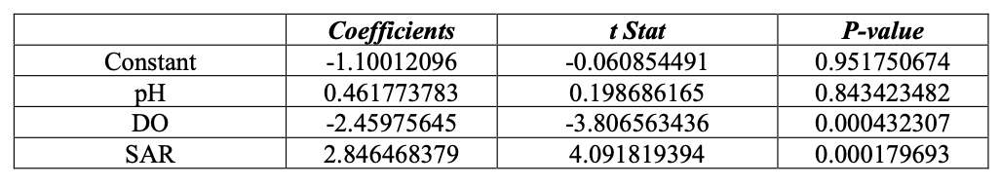 Coefficients t Stat P-value
Constant -1.10012096 -0.060854491 0.951750674
pH 0.461773783 0.198686165 0.843423482
DO -2.45975645 -3.806563436 0.000432307
SAR 2.846468379 4.091819394 0.000179693